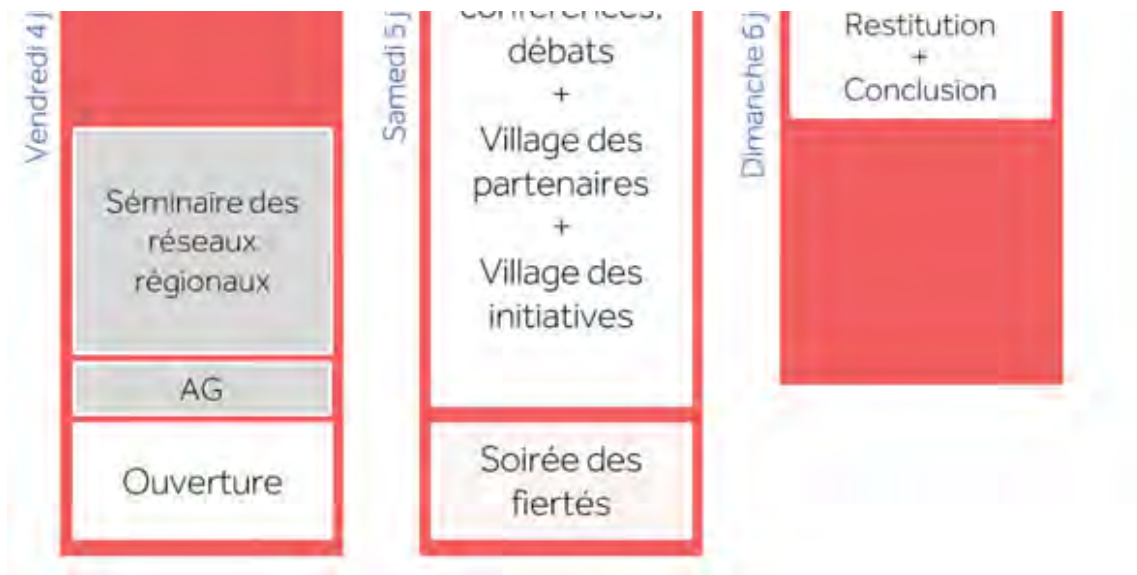 Vendredi 4 j
Séminaire des
réseaux
régionaux
AG
Ouverture
Samedi 5 j
conférences,
débats
+
Village des
partenaires
+
Village des
initiatives
Soirée des
fiertés
Dimanche 6 j
Restitution
+
Conclusion